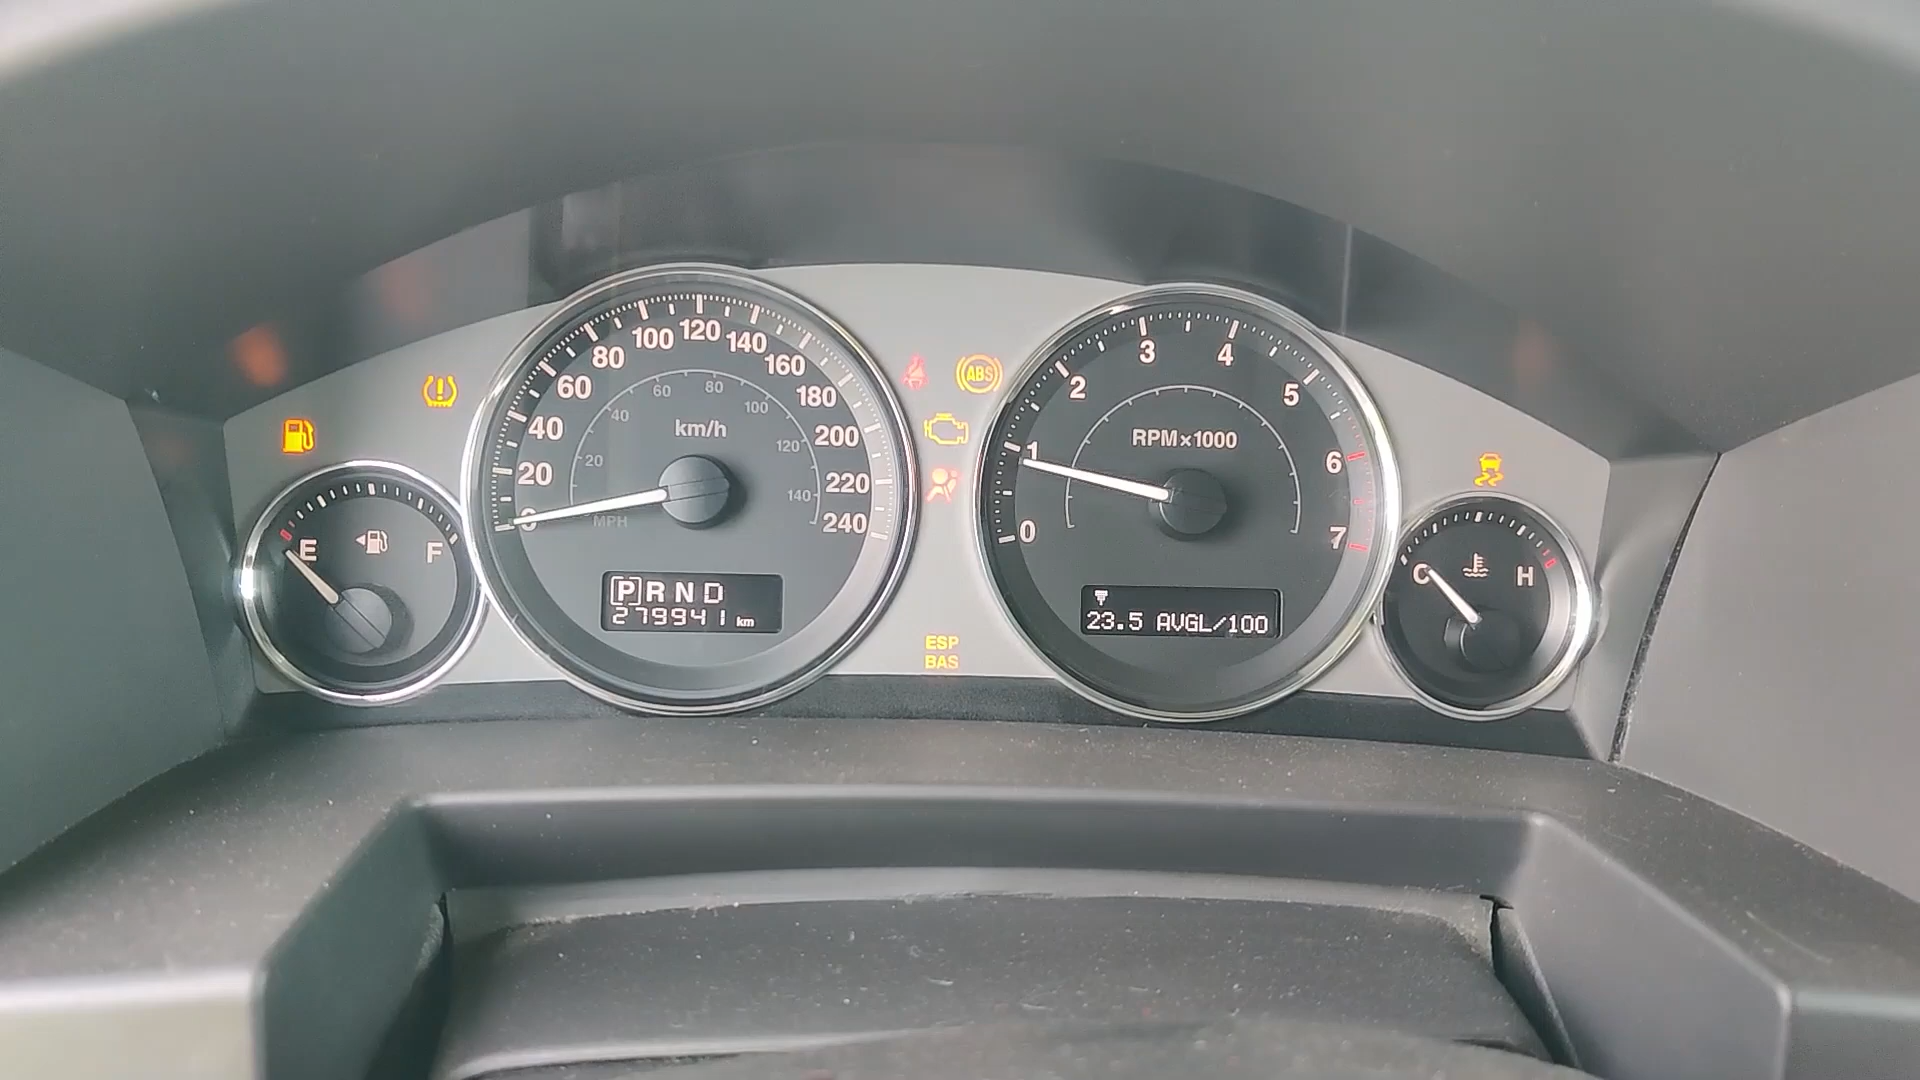 E F
0 20 40 60 80 100 120 140 160 180 200 220 240
20 40 60 80 100 120 140
km/h
MPH
P R N D
279941 km
ABS
ESP
BAS
0 1 2 3 4 5 6 7
RPM×1000
23.5 AVGL/100
C H